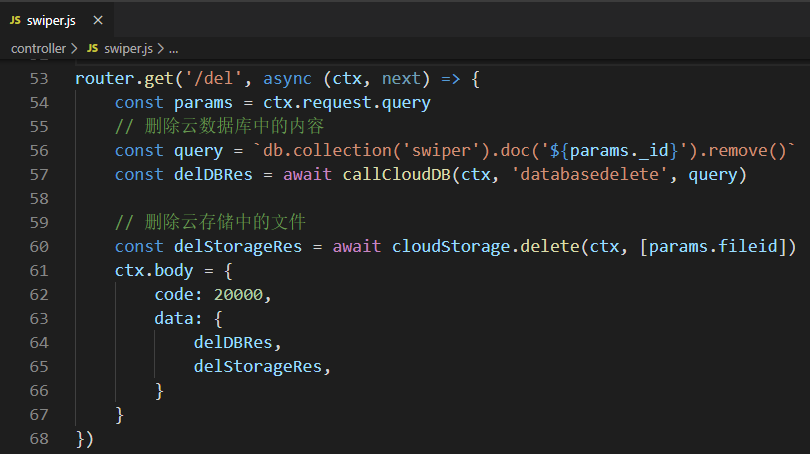 JS swiper.js ×
controller > JS swiper.js > ...
53 router.get('/del', async (ctx, next) => {
54     const params = ctx.request.query
55     // 删除云数据库中的内容
56     const query = `db.collection('swiper').doc('${params._id}').remove()`
57     const delDBRes = await callCloudDB(ctx, 'databasedelete', query)
58
59     // 删除云存储中的文件
60     const delStorageRes = await cloudStorage.delete(ctx, [params.fileid])
61     ctx.body = {
62         code: 20000,
63         data: {
64             delDBRes,
65             delStorageRes,
66         }
67     }
68 })